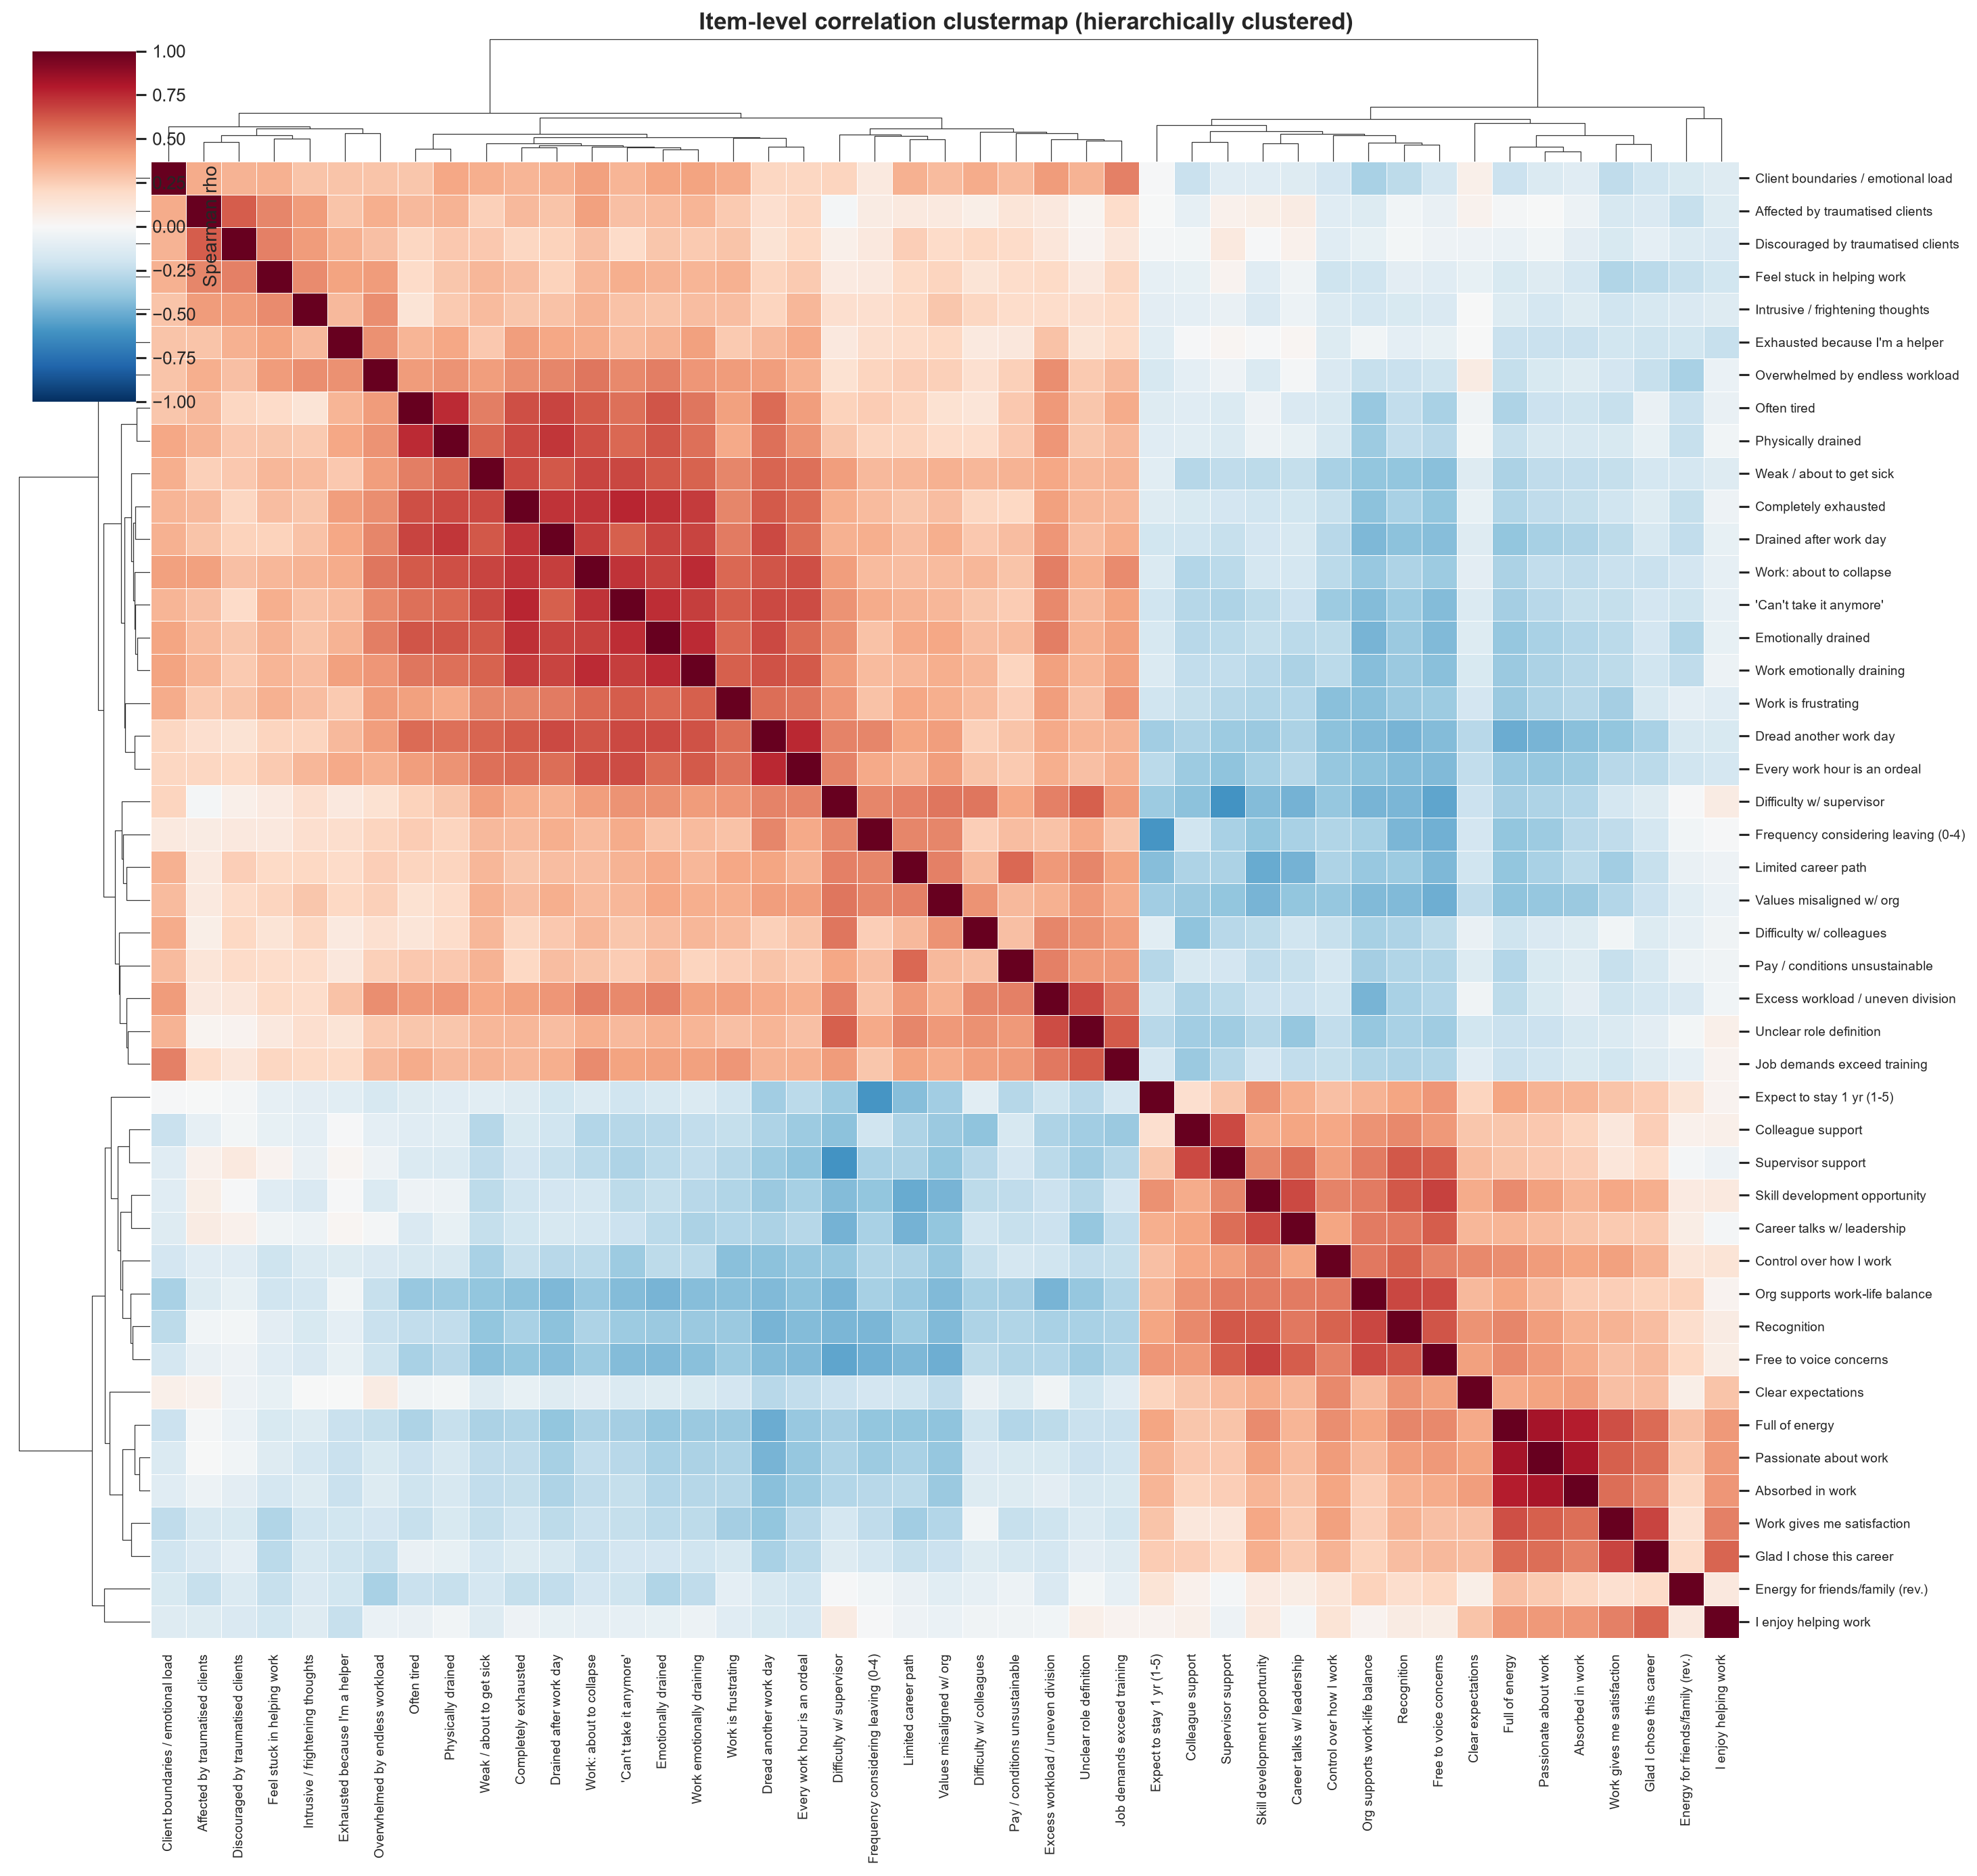 Item-level correlation clustermap (hierarchically clustered)
1.00
0.75
0.50
0.25
0.00
−0.25
−0.50
−0.75
−1.00
Spearman rho
Client boundaries / emotional load
Affected by traumatised clients
Discouraged by traumatised clients
Feel stuck in helping work
Intrusive / frightening thoughts
Exhausted because I'm a helper
Overwhelmed by endless workload
Often tired
Physically drained
Weak / about to get sick
Completely exhausted
Drained after work day
Work: about to collapse
'Can't take it anymore'
Emotionally drained
Work emotionally draining
Work is frustrating
Dread another work day
Every work hour is an ordeal
Difficulty w/ supervisor
Frequency considering leaving (0-4)
Limited career path
Values misaligned w/ org
Difficulty w/ colleagues
Pay / conditions unsustainable
Excess workload / uneven division
Unclear role definition
Job demands exceed training
Expect to stay 1 yr (1-5)
Colleague support
Supervisor support
Skill development opportunity
Career talks w/ leadership
Control over how I work
Org supports work-life balance
Recognition
Free to voice concerns
Clear expectations
Full of energy
Passionate about work
Absorbed in work
Work gives me satisfaction
Glad I chose this career
Energy for friends/family (rev.)
I enjoy helping work
Client boundaries / emotional load
Affected by traumatised clients
Discouraged by traumatised clients
Feel stuck in helping work
Intrusive / frightening thoughts
Exhausted because I'm a helper
Overwhelmed by endless workload
Often tired
Physically drained
Weak / about to get sick
Completely exhausted
Drained after work day
Work: about to collapse
'Can't take it anymore'
Emotionally drained
Work emotionally draining
Work is frustrating
Dread another work day
Every work hour is an ordeal
Difficulty w/ supervisor
Frequency considering leaving (0-4)
Limited career path
Values misaligned w/ org
Difficulty w/ colleagues
Pay / conditions unsustainable
Excess workload / uneven division
Unclear role definition
Job demands exceed training
Expect to stay 1 yr (1-5)
Colleague support
Supervisor support
Skill development opportunity
Career talks w/ leadership
Control over how I work
Org supports work-life balance
Recognition
Free to voice concerns
Clear expectations
Full of energy
Passionate about work
Absorbed in work
Work gives me satisfaction
Glad I chose this career
Energy for friends/family (rev.)
I enjoy helping work